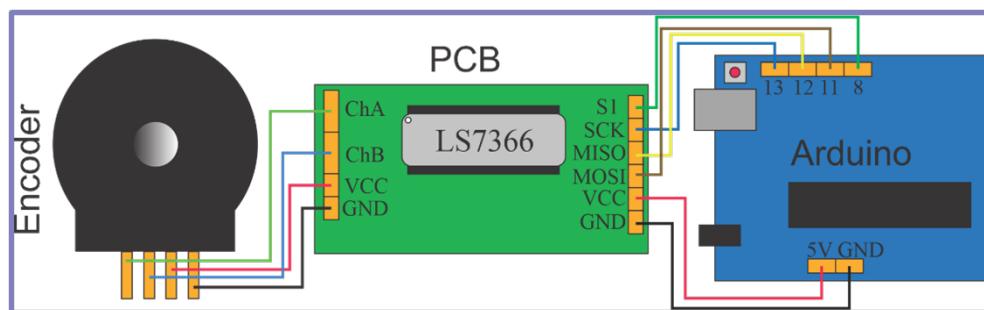 Encoder
PCB
ChA
ChB
VCC
GND
LS7366
S1
SCK
MISO
MOSI
VCC
GND
13 12 11 8
Arduino
5V GND